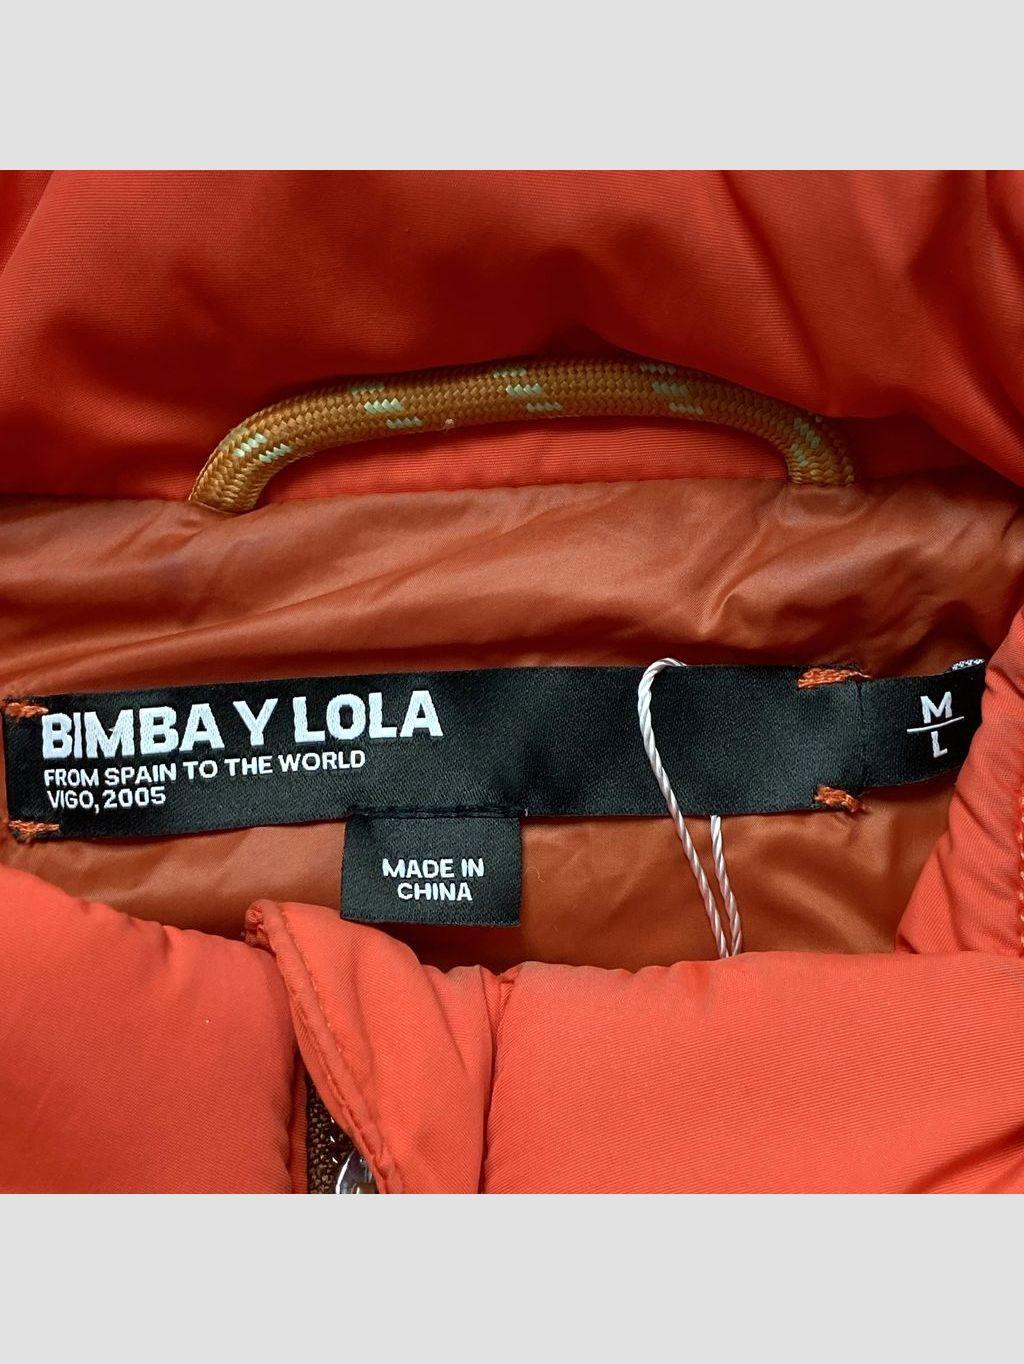 BIMBA Y LOLA
FROM SPAIN TO THE WORLD
VIGO, 2005
M
L
MADE IN
CHINA